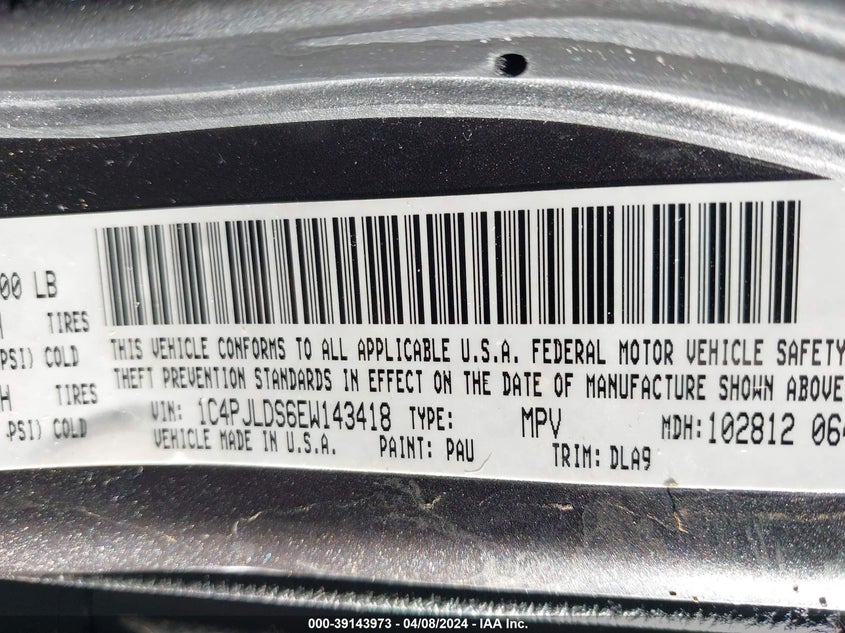 00 LB
TIRES
PSI) COLD
H TIRES
PSI) COLD
THIS VEHICLE CONFORMS TO ALL APPLICABLE U.S.A. FEDERAL MOTOR VEHICLE SAFETY
THEFT PREVENTION STANDARDS IN EFFECT ON THE DATE OF MANUFACTURE SHOWN ABOVE
VIN: 1C4PJLDS6EW143418 TYPE: MPV MDH: 102812 064
VEHICLE MADE IN U.S.A. PAINT: PAU TRIM: DLA9
000-39143973 - 04/08/2024 - IAA Inc.